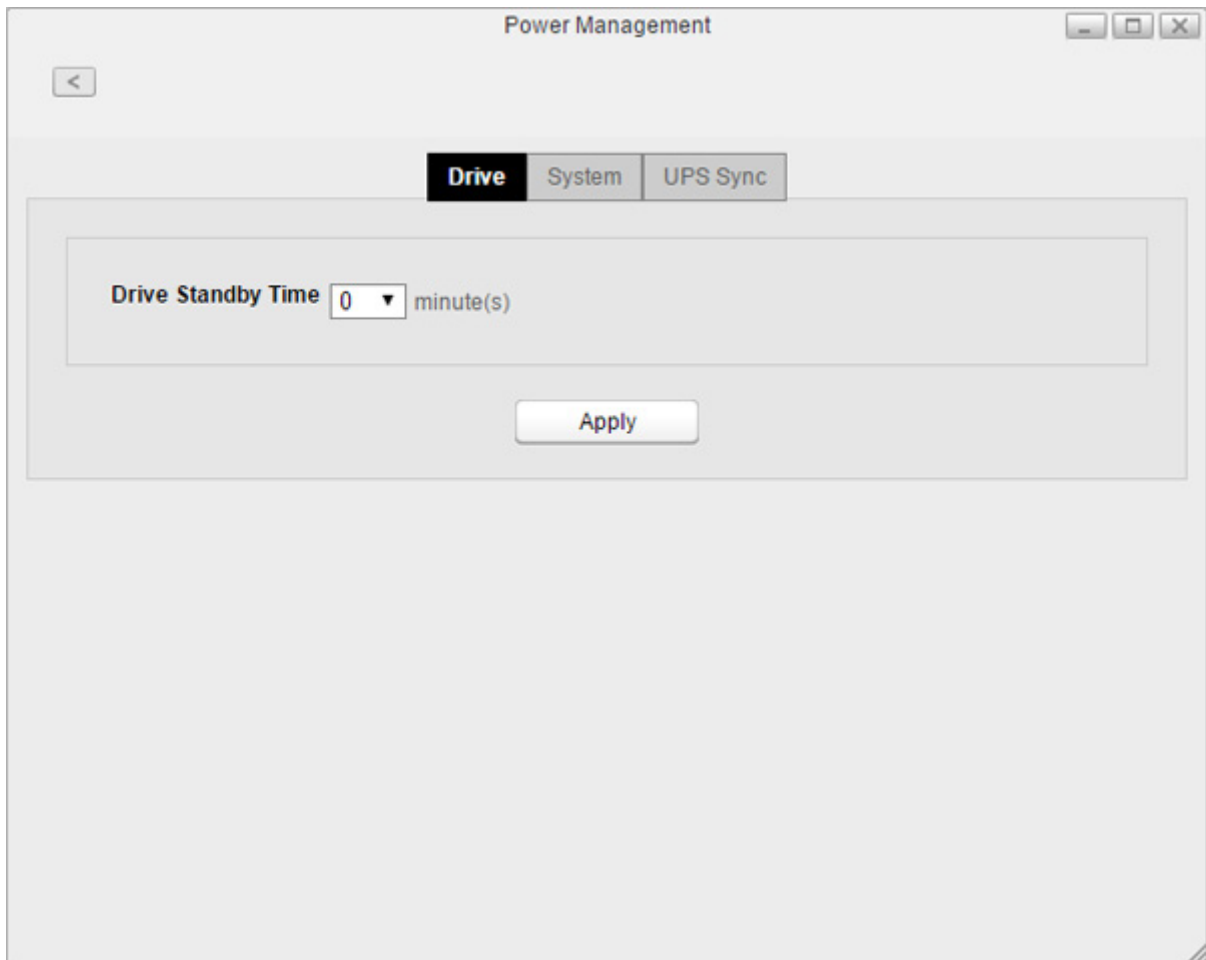 Power Management
<
Drive System UPS Sync
Drive Standby Time 0 minute(s)
Apply